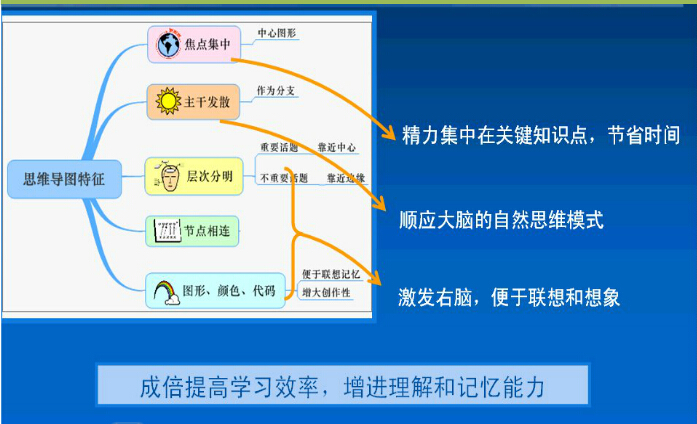 思维导图特征
焦点集中
中心图形
主干发散
作为分支
层次分明
重要话题 靠近中心
不重要话题 靠近边缘
节点相连
图形、颜色、代码
便于联想记忆
增大创作性
精力集中在关键知识点，节省时间
顺应大脑的自然思维模式
激发右脑，便于联想和想象
成倍提高学习效率，增进理解和记忆能力